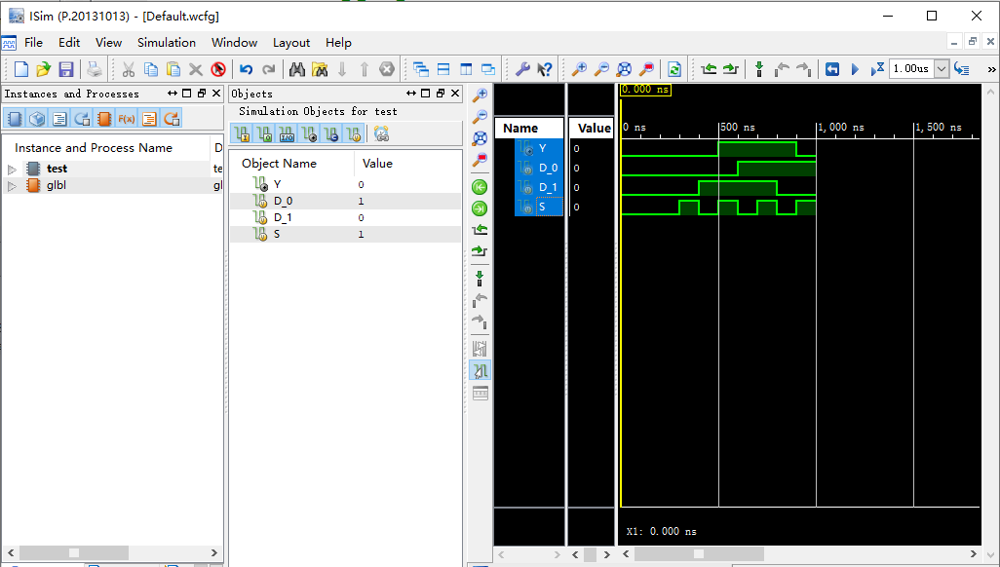 ISim (P.20131013) - [Default.wcfg]
File Edit View Simulation Window Layout Help
1.00us
Instances and Processes
Objects
Simulation Objects for test
Instance and Process Name D
test te
glbl gl
Object Name Value
Y 0
D_0 1
D_1 0
S 1
Name Value
Y 0
D_0 0
D_1 0
S 0
0.000 ns
0 ns 500 ns 1,000 ns 1,500 ns
X1: 0.000 ns